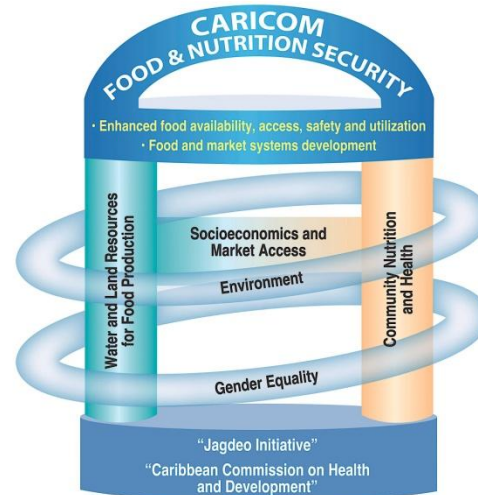 CARICOM
FOOD & NUTRITION SECURITY
· Enhanced food availability, access, safety and utilization
· Food and market systems development
Water and Land Resources
for Food Production
Socioeconomics and
Market Access
Environment
Gender Equality
Community Nutrition
and Health
“Jagdeo Initiative”
“Caribbean Commission on Health
and Development”